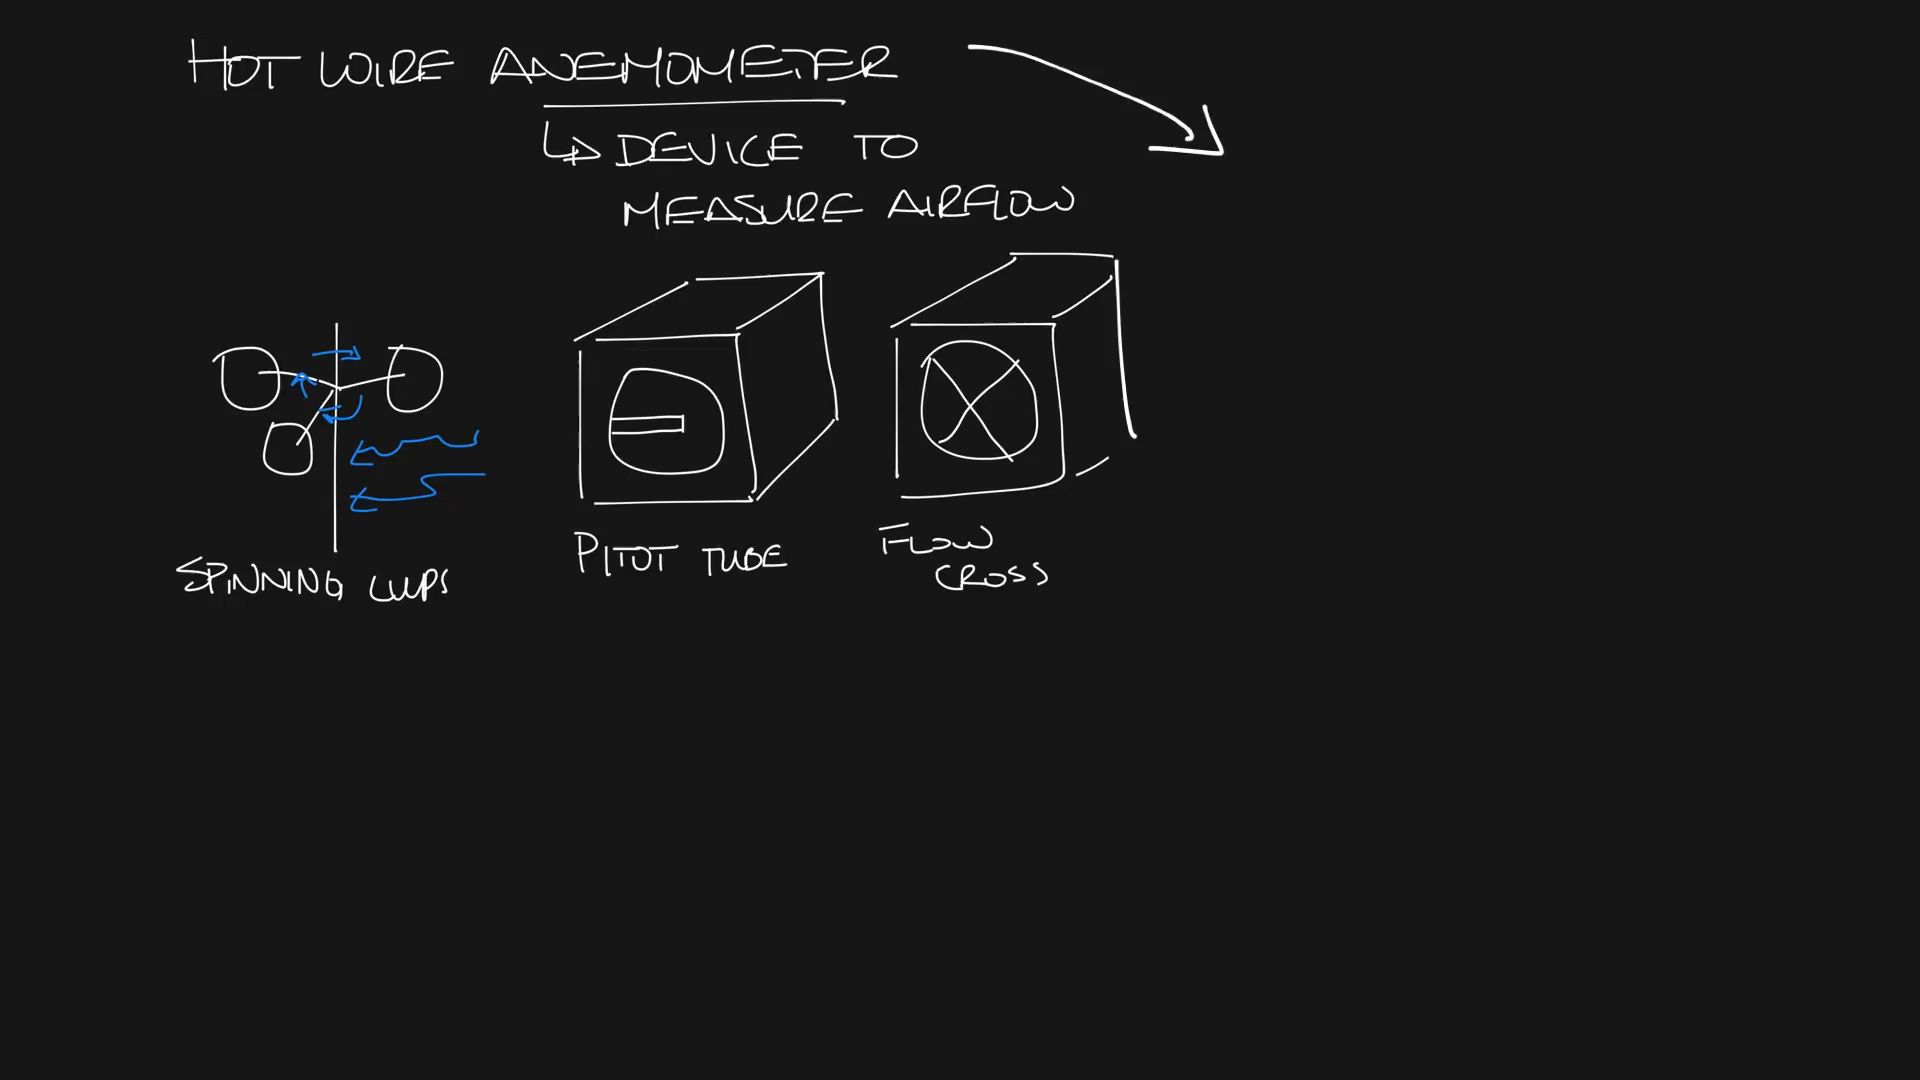 HOT WIRE ANEMOMETER
↳ DEVICE TO
MEASURE AIRFLOW
SPINNING CUPS
PITOT TUBE
FLOW
CROSS